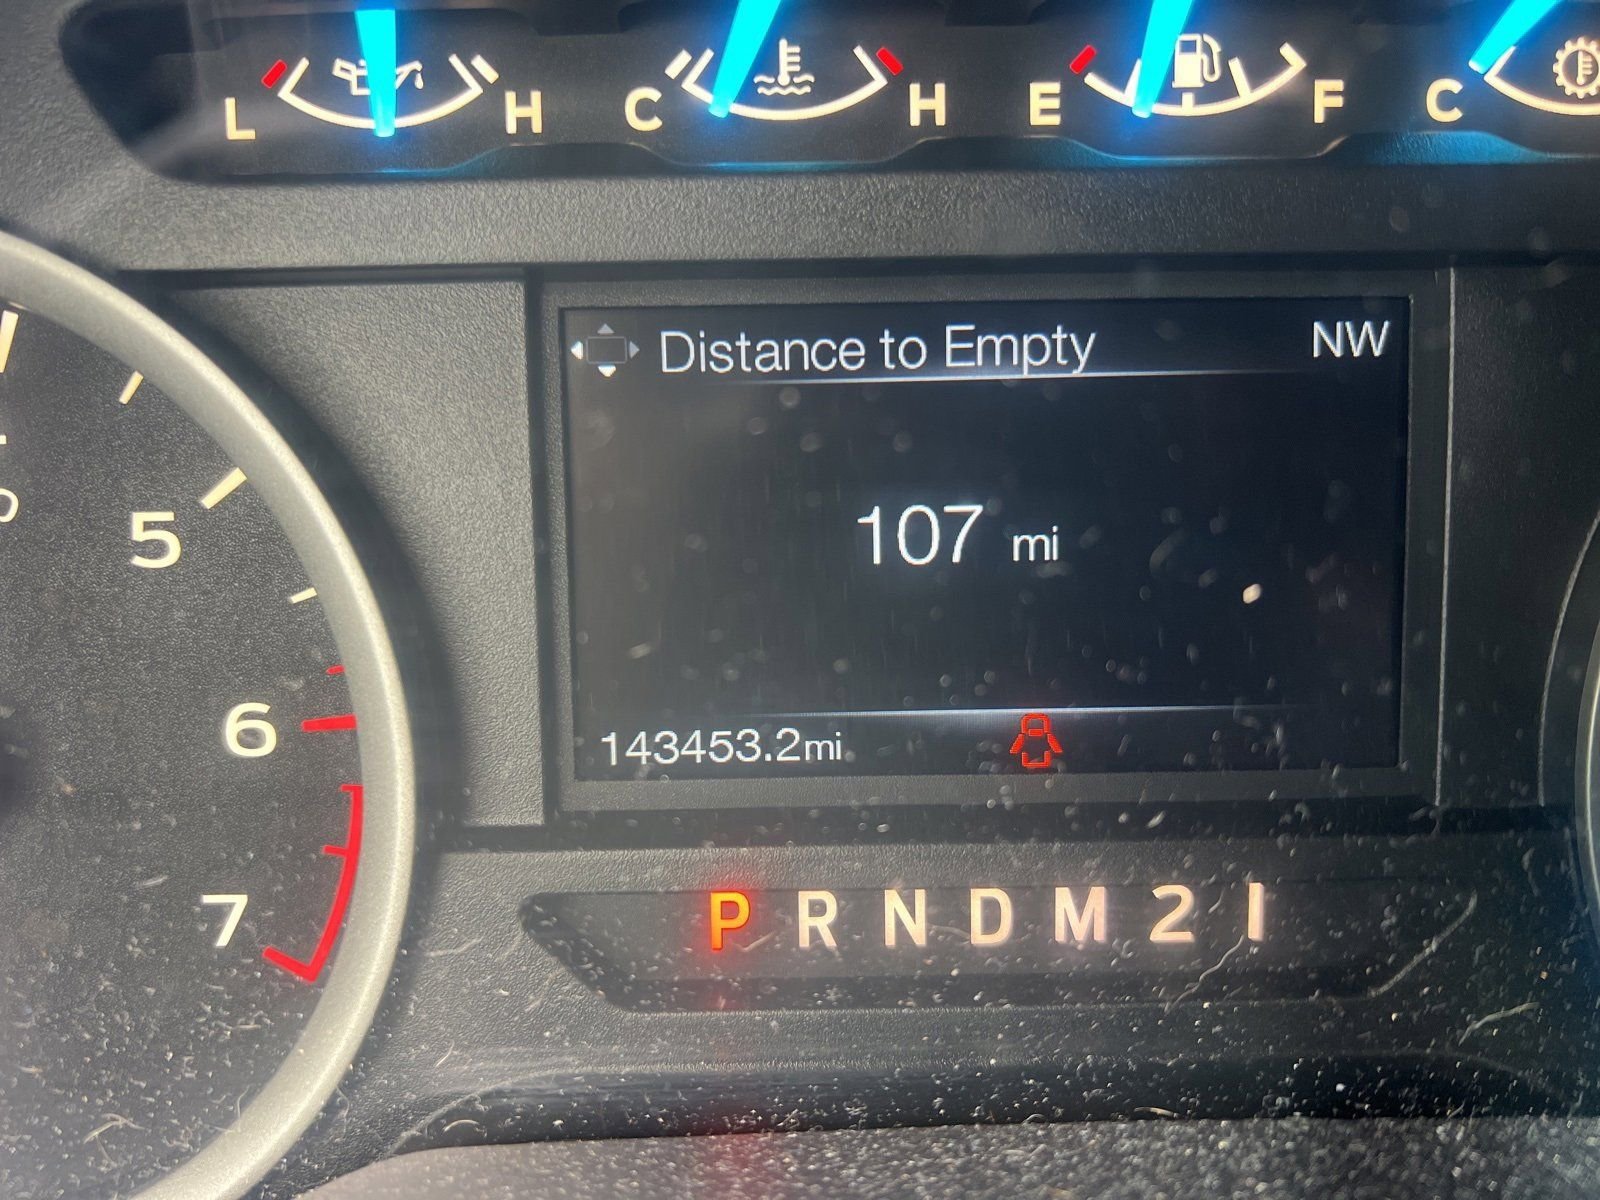 L H C H E F C
Distance to Empty NW
107 mi
143453.2mi
5
6
7
P R N D M 2 1